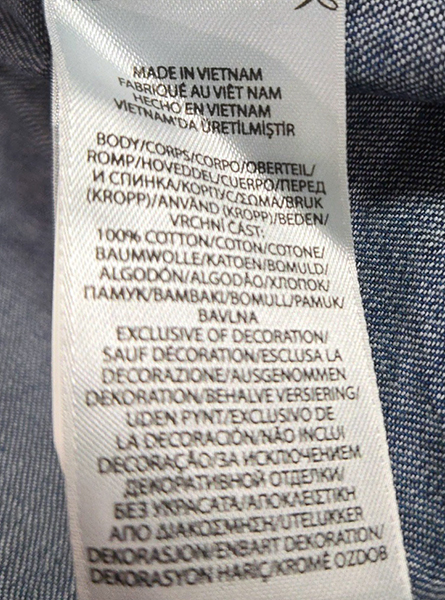 MADE IN VIETNAM
FABRIQUÉ AU VIÊT NAM
HECHO EN VIETNAM
VIETNAM'DA ÜRETİLMİŞTİR
BODY/CORPS/CORPO/OBERTEIL/
ROMP/HOVEDDEL/CUERPO/ПЕРЕД
И СПИНКА/КОРПУС/ΣΩΜΑ/BRUK
(KROPP)/ANVÄND (KROPP)/BEDEN/
VRCHNÍ ČÁST:
100% COTTON/COTON/COTONE/
BAUMWOLLE/KATOEN/BOMULD/
ALGODÓN/ALGODÃO/ХЛОПОК/
ПАМУК/ΒΑΜΒΑΚΙ/BOMULL/PAMUK/
BAVLNA
EXCLUSIVE OF DECORATION/
SAUF DÉCORATION/ESCLUSA LA
DECORAZIONE/AUSGENOMMEN
DEKORATION/BEHALVE VERSIERING/
UDEN PYNT/EXCLUSIVO DE
LA DECORACIÓN/NÃO INCLUI
DECORAÇÃO/ЗА ИСКЛЮЧЕНИЕМ
ДЕКОРАТИВНОЙ ОТДЕЛКИ/
БЕЗ УКРАСАТА/ΑΠΟΚΛΕΙΣΤΙΚΗ
ΑΠΟ ΔΙΑΚΟΣΜΗΣΗ/UTELUKKER
DEKORASJON/ENBART DEKORATION/
DEKORASYON HARİÇ/KROMĚ OZDOB